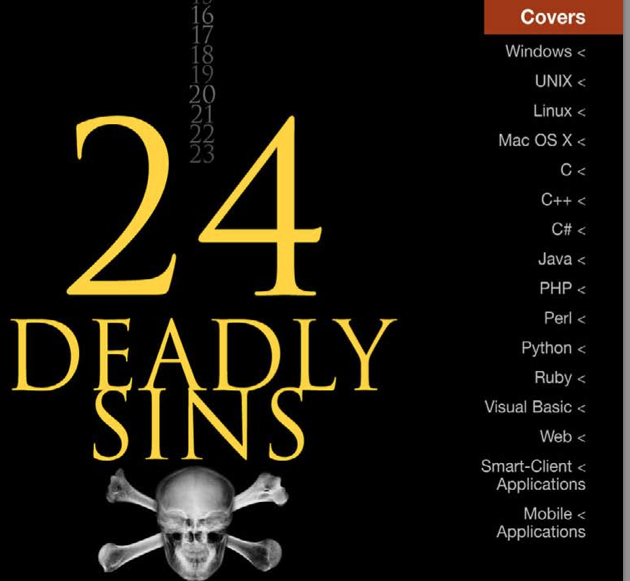 16
17
18
19
20
21
22
23
24
DEADLY
SINS
Covers
Windows <
UNIX <
Linux <
Mac OS X <
C <
C++ <
C# <
Java <
PHP <
Perl <
Python <
Ruby <
Visual Basic <
Web <
Smart-Client <
Applications
Mobile <
Applications